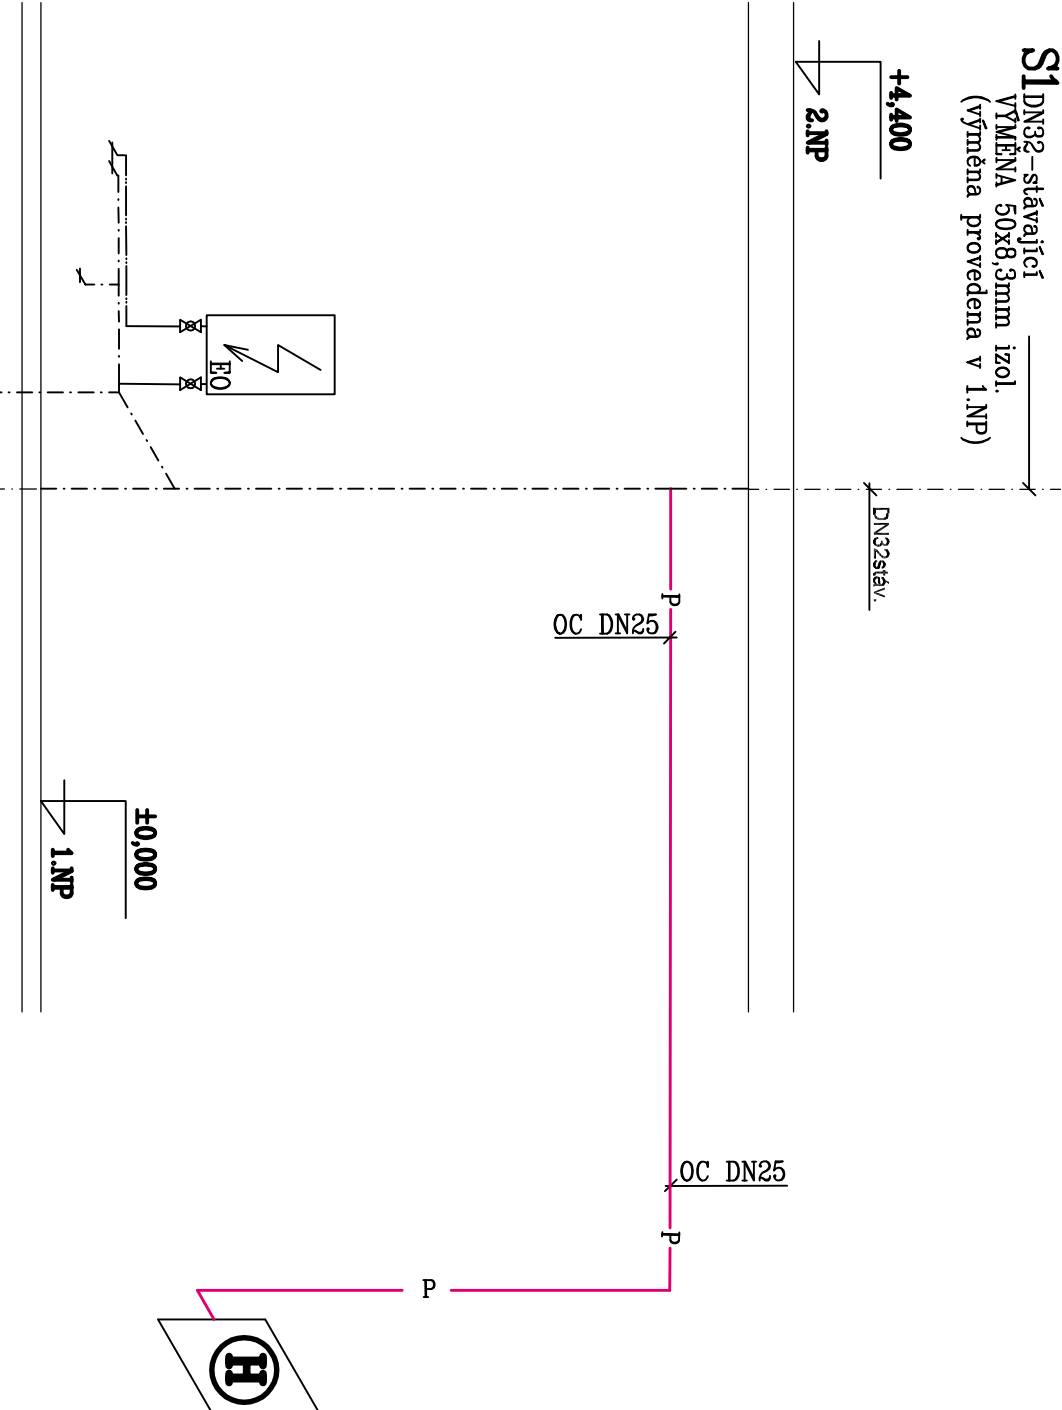 S1
DN32-stávající
VÝMĚNA 50x8,3mm izol.
(výměna provedena v 1.NP)
+4,400
2.NP
DN32stáv.
EO
P
OC DN25
±0,000
1.NP
OC DN25
P
P
H